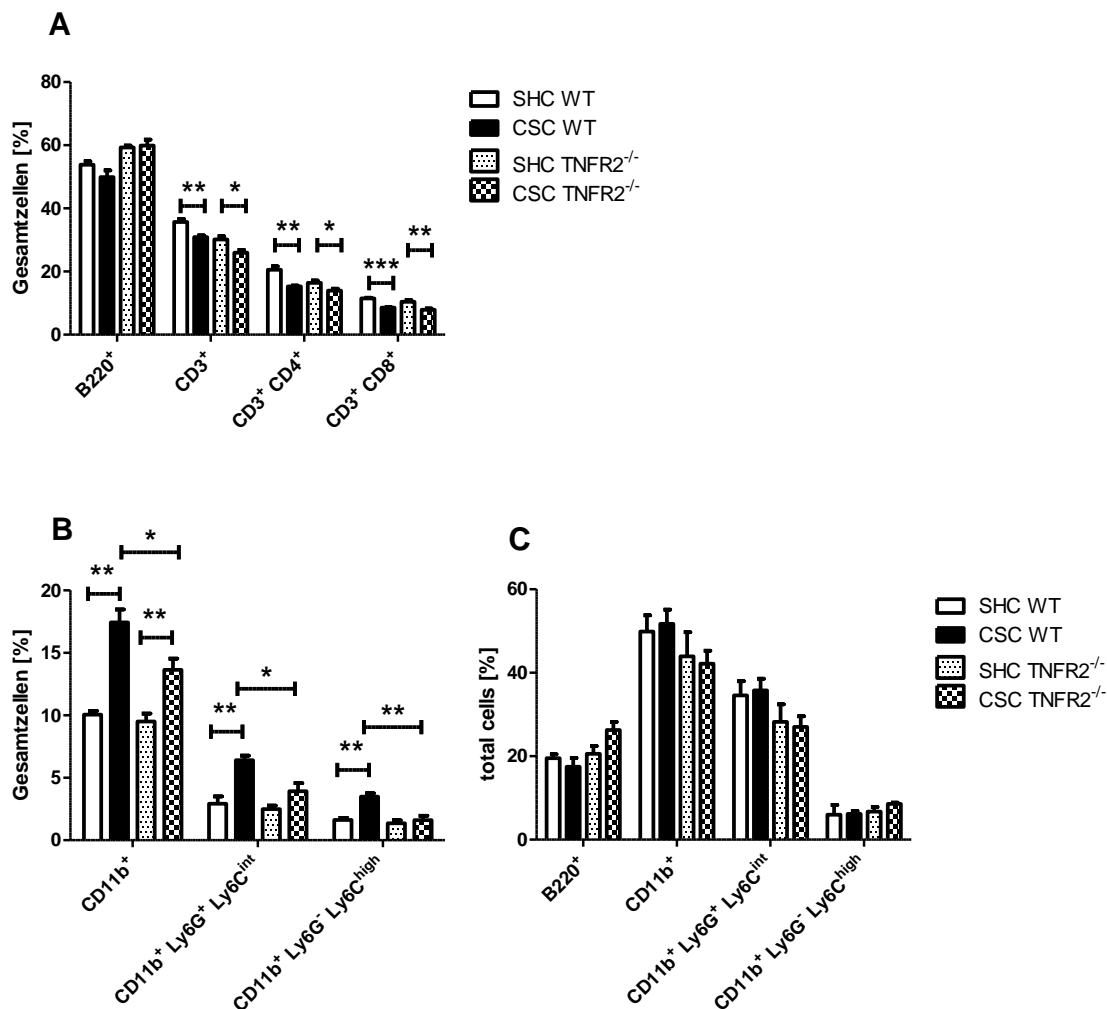 A
Gesamtzellen [%]
80
60
40
20
0
** * ** * *** **
B220⁺
CD3⁺
CD3⁺ CD4⁺
CD3⁺ CD8⁺
SHC WT
CSC WT
SHC TNFR2⁻/⁻
CSC TNFR2⁻/⁻
B
Gesamtzellen [%]
20
15
10
5
0
*
** **
*
**
**
**
CD11b⁺
CD11b⁺ Ly6G⁺ Ly6Cⁱⁿᵗ
CD11b⁺ Ly6G⁻ Ly6Cʰⁱᵍʰ
C
total cells [%]
60
40
20
0
B220⁺
CD11b⁺
CD11b⁺ Ly6G⁺ Ly6Cⁱⁿᵗ
CD11b⁺ Ly6G⁻ Ly6Cʰⁱᵍʰ
SHC WT
CSC WT
SHC TNFR2⁻/⁻
CSC TNFR2⁻/⁻